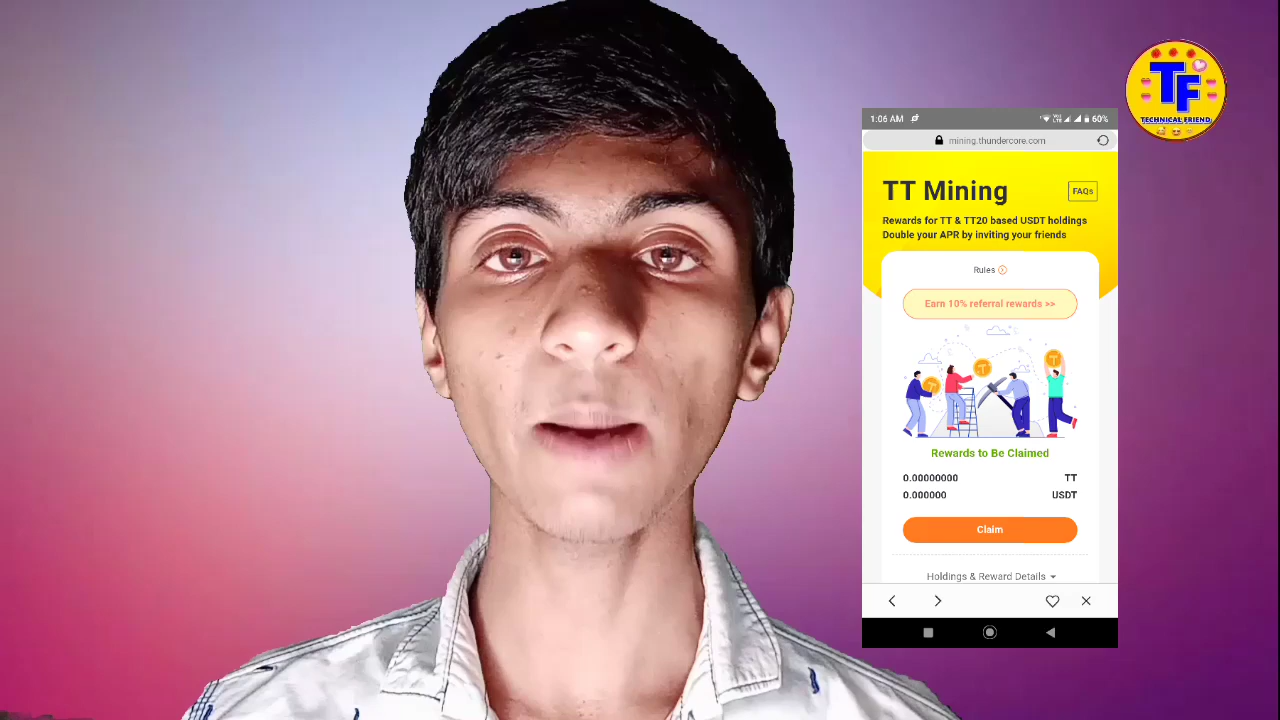 TF
TECHNICAL FRIEND
1:06 AM
60%
mining.thundercore.com
TT Mining
FAQs
Rewards for TT & TT20 based USDT holdings
Double your APR by inviting your friends
Rules
Earn 10% referral rewards >>
T
T
T
Rewards to Be Claimed
0.00000000 TT
0.000000 USDT
Claim
Holdings & Reward Details